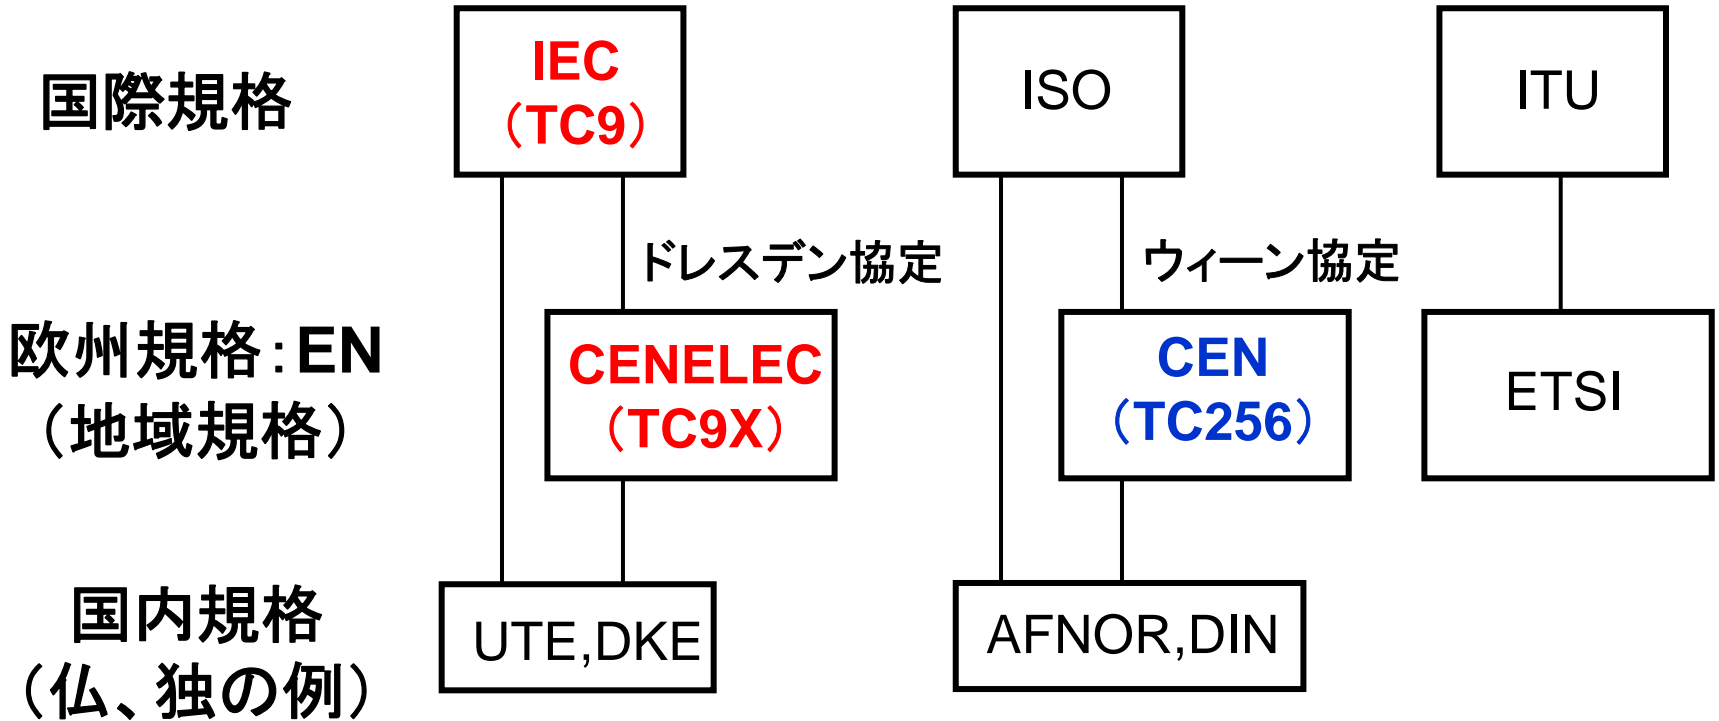 国際規格
IEC
（TC9）
ISO
ITU
ドレスデン協定
ウィーン協定
欧州規格：EN
（地域規格）
CENELEC
（TC9X）
CEN
（TC256）
ETSI
国内規格
（仏、独の例）
UTE,DKE
AFNOR,DIN